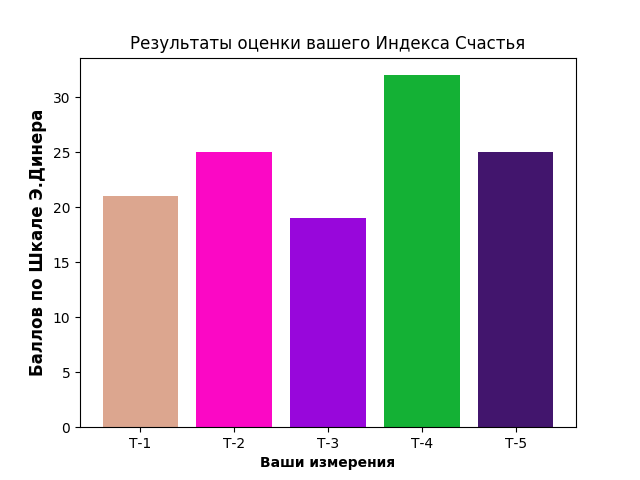 Результаты оценки вашего Индекса Счастья
Баллов по Шкале Э.Динера
30
25
20
15
10
5
0
T-1 T-2 T-3 T-4 T-5
Ваши измерения